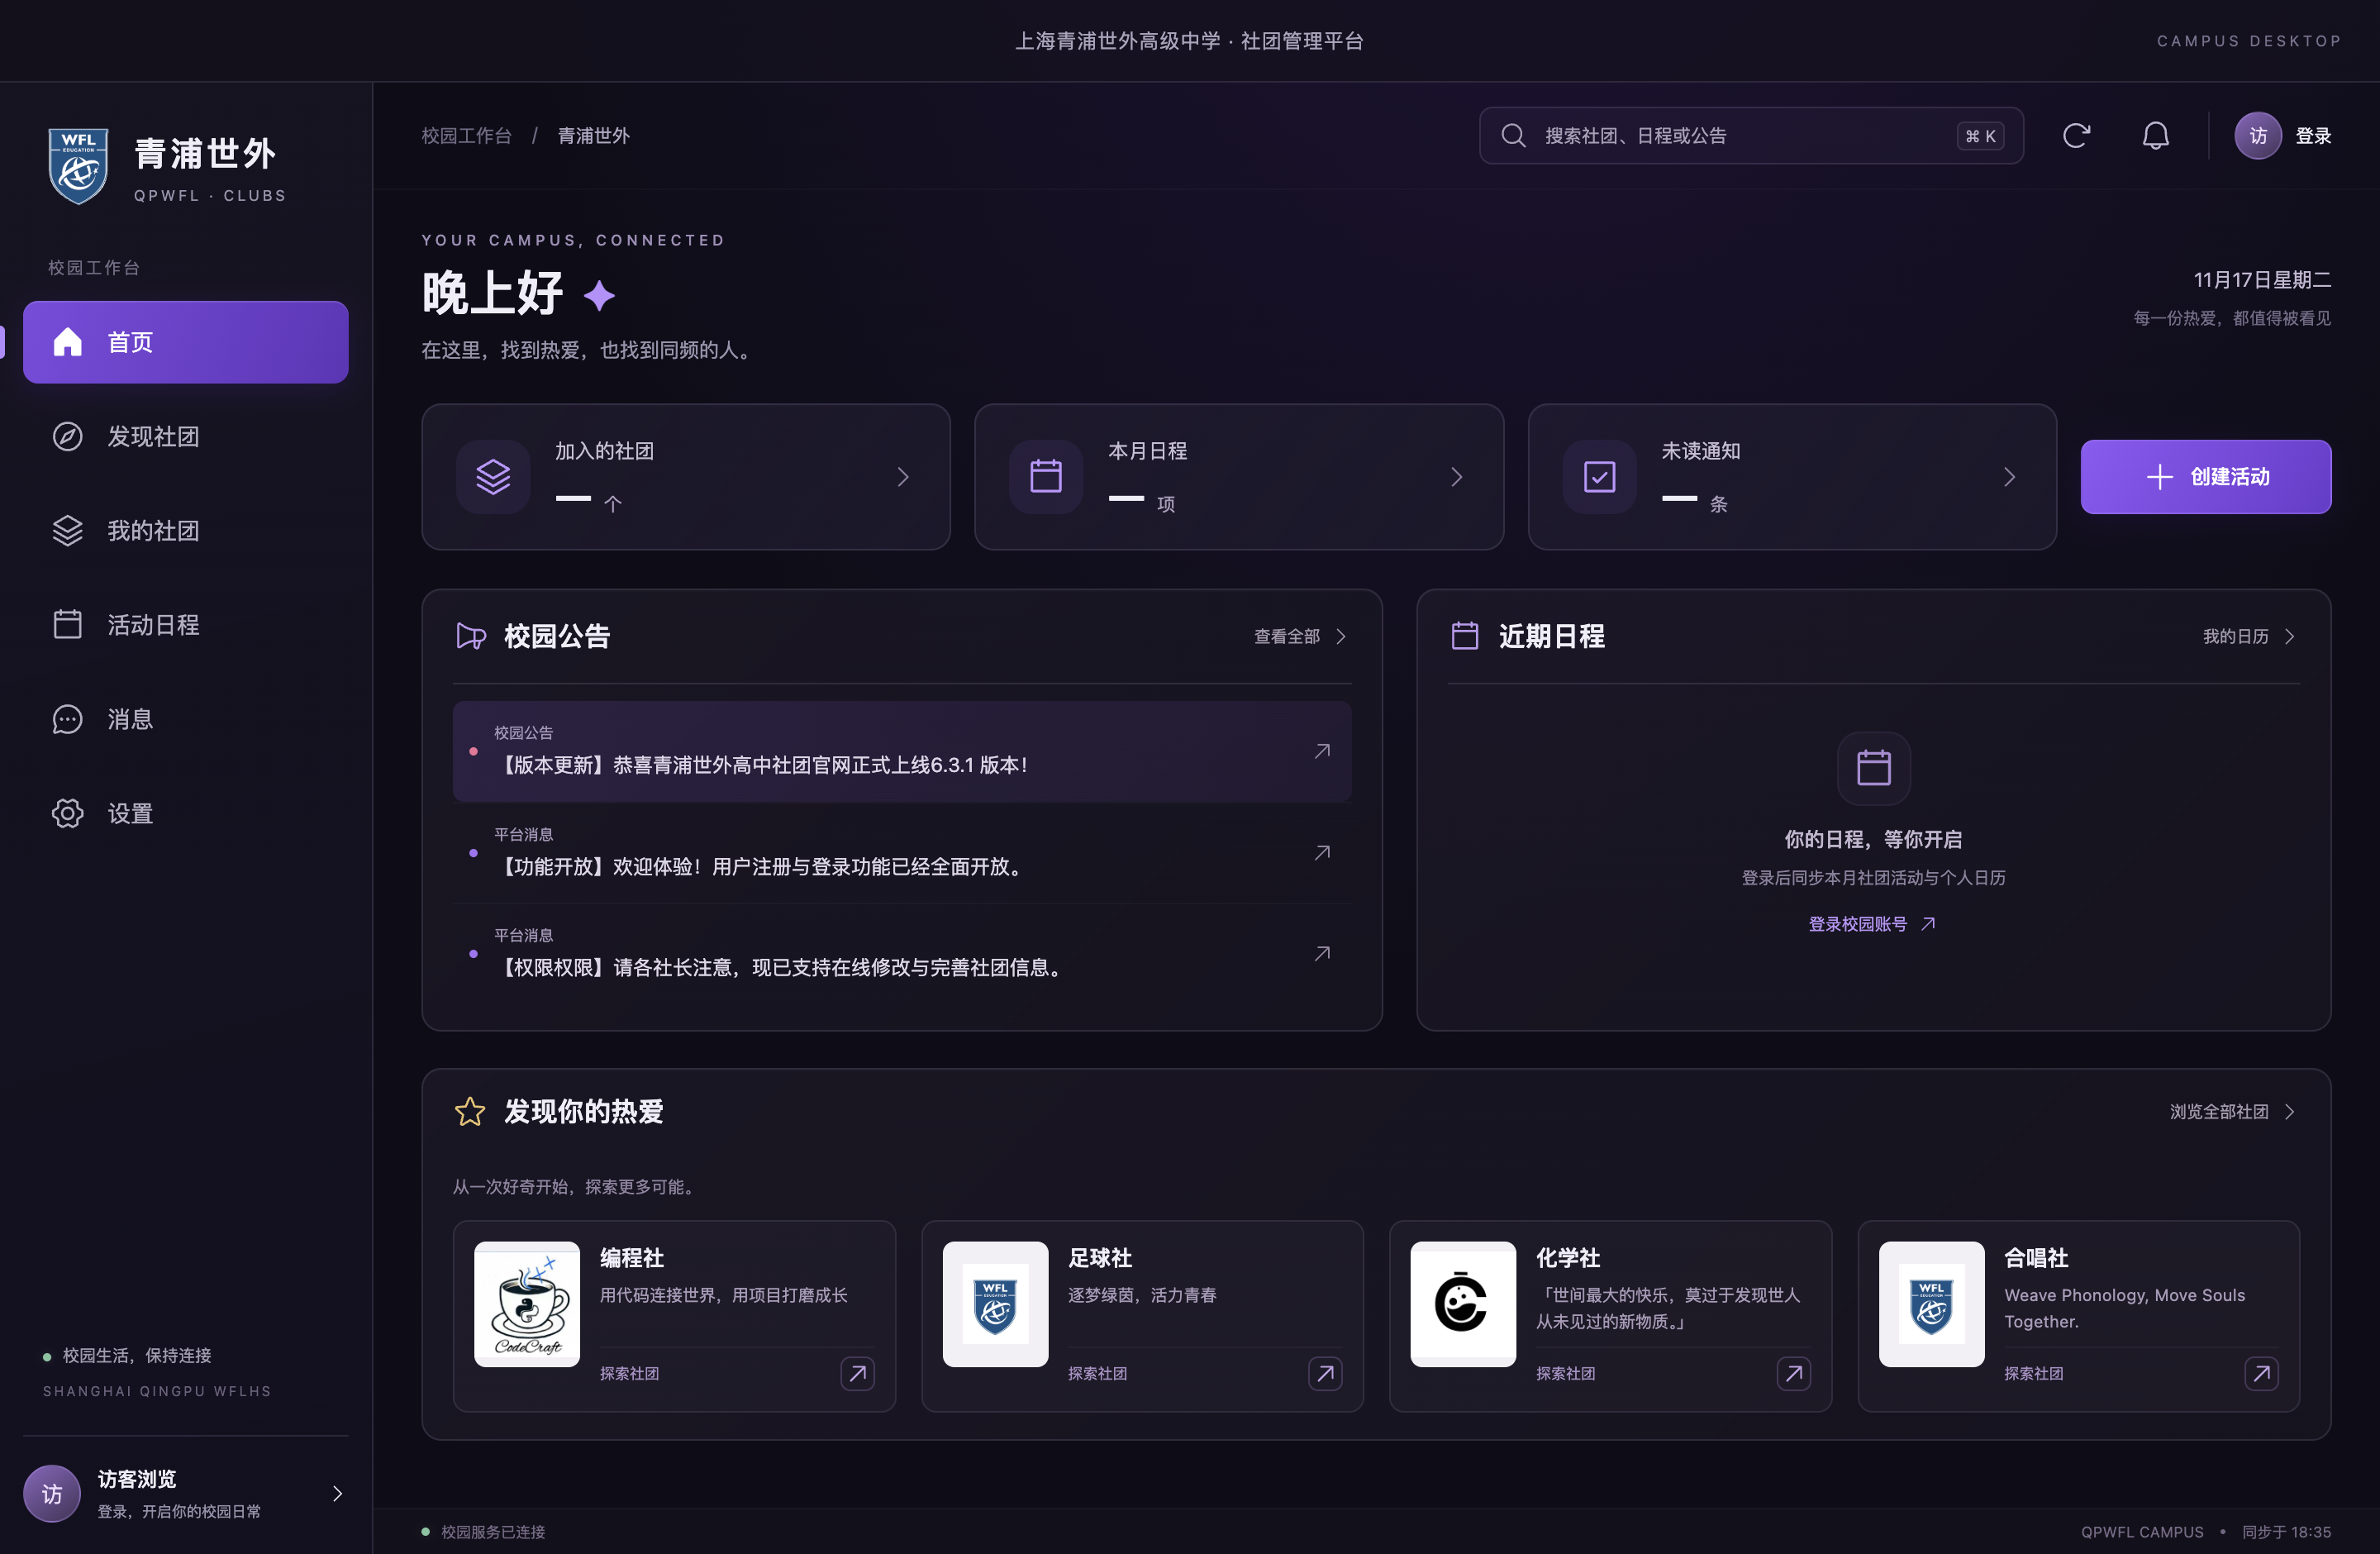 上海青浦世外高级中学 · 社团管理平台
CAMPUS DESKTOP
WFL
EDUCATION
青浦世外
QPWFL · CLUBS
校园工作台
首页
发现社团
我的社团
活动日程
消息
设置
校园生活，保持连接
SHANGHAI QINGPU WFLHS
访
访客浏览
登录，开启你的校园日常
校园工作台 / 青浦世外
搜索社团、日程或公告
⌘ K
访
登录
YOUR CAMPUS, CONNECTED
晚上好
在这里，找到热爱，也找到同频的人。
11月17日星期二
每一份热爱，都值得被看见
加入的社团
— 个
本月日程
— 项
未读通知
— 条
创建活动
校园公告
查看全部
校园公告
【版本更新】恭喜青浦世外高中社团官网正式上线6.3.1 版本！
平台消息
【功能开放】欢迎体验！用户注册与登录功能已经全面开放。
平台消息
【权限权限】请各社长注意，现已支持在线修改与完善社团信息。
近期日程
我的日历
你的日程，等你开启
登录后同步本月社团活动与个人日历
登录校园账号
发现你的热爱
浏览全部社团
从一次好奇开始，探索更多可能。
CodeCraft
编程社
用代码连接世界，用项目打磨成长
探索社团
WFL
EDUCATION
足球社
逐梦绿茵，活力青春
探索社团
化学社
「世间最大的快乐，莫过于发现世人
从未见过的新物质。」
探索社团
WFL
EDUCATION
合唱社
Weave Phonology, Move Souls
Together.
探索社团
校园服务已连接
QPWFL CAMPUS • 同步于 18:35